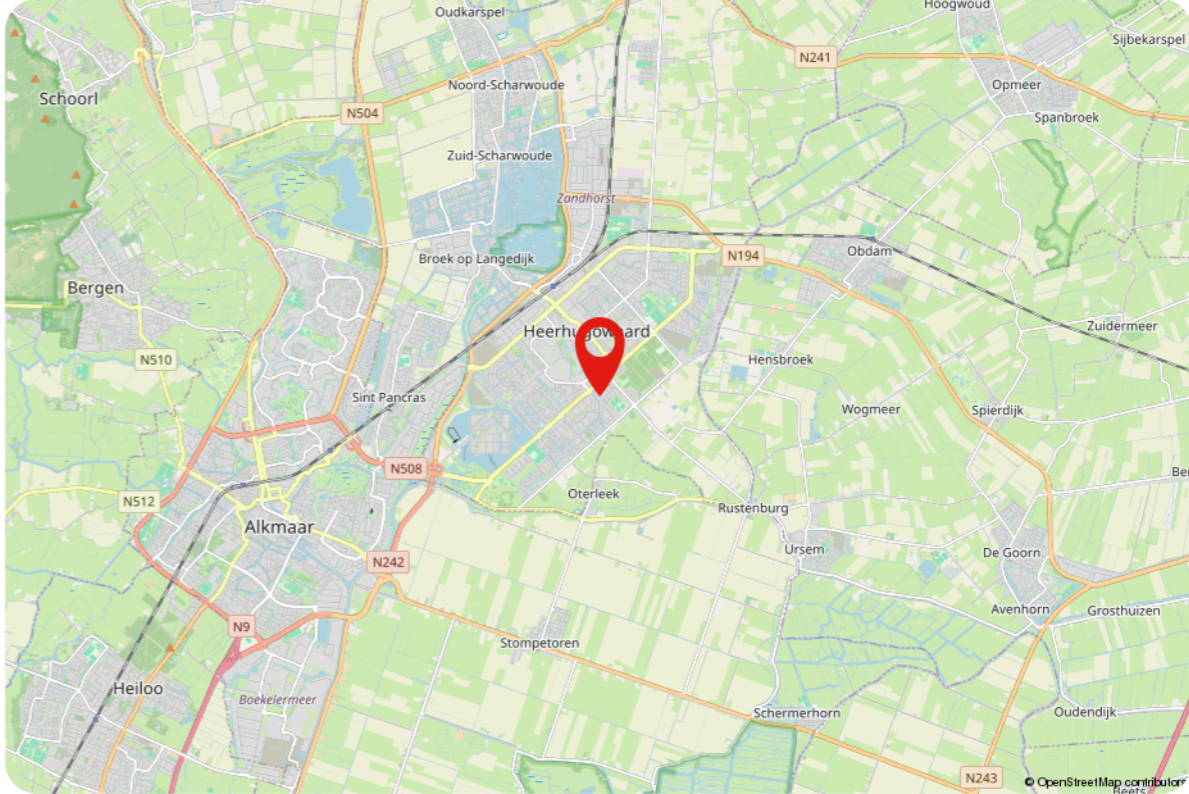 Oudkarspel
Hoogwoud
Sijbekarspel
N241
Noord-Scharwoude
Opmeer
Schoorl
N504
Spanbroek
Zuid-Scharwoude
Zandhorst
Broek op Langedijk
N194
Obdam
Bergen
Heerhugowaard
Zuidermeer
N510
Hensbroek
Sint Pancras
Wogmeer
Spierdijk
N508
Oterleek
N512
Rustenburg
Alkmaar
Ursem
De Goorn
N242
Avenhorn
Grosthuizen
N9
Stompetoren
Heiloo
Boekelermeer
Schermerhorn
Oudendijk
N243
© OpenStreetMap contributors
Beets